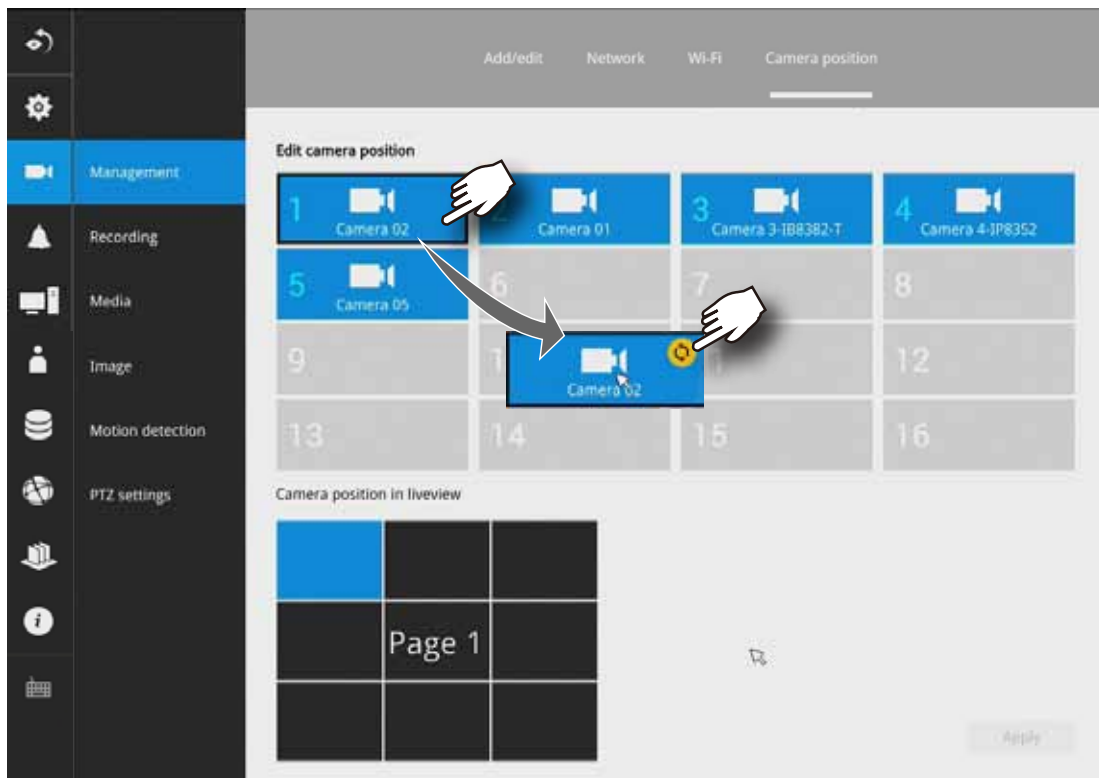 Add/edit Network Wi-Fi Camera position
Edit camera position
Management
Recording
Media
Image
Motion detection
PTZ settings
1 Camera 02
2 Camera 01
3 Camera 3-IB8382-T
4 Camera 4-IP8352
5 Camera 05
6
7
8
9
Camera 02
12
13
14
15
16
Camera position in liveview
Page 1
Apply